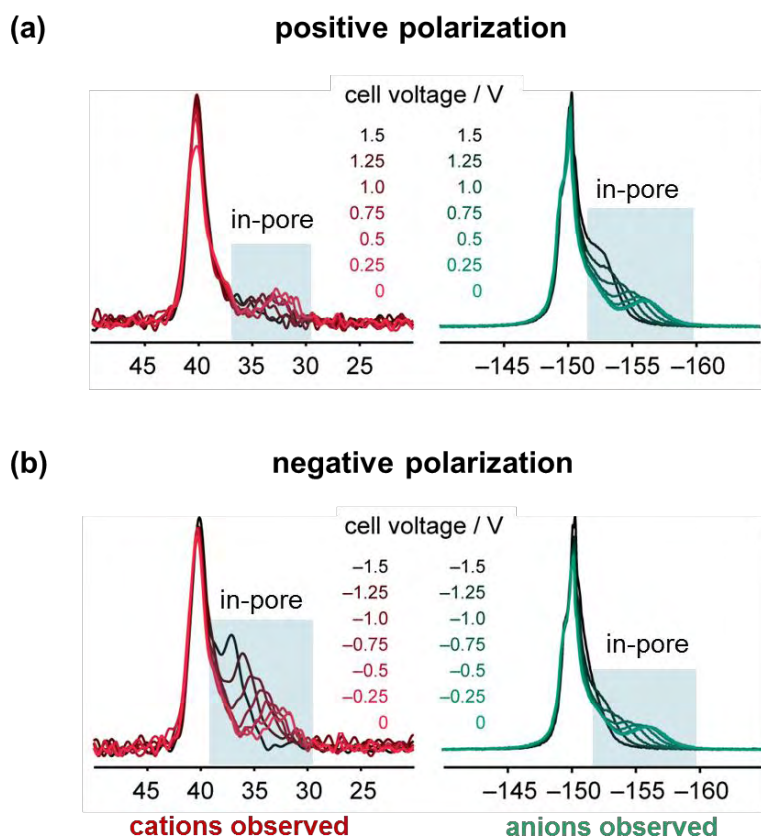 (a) positive polarization
cell voltage / V
1.5 1.5
1.25 1.25
in-pore 1.0 1.0 in-pore
0.75 0.75
0.5 0.5
0.25 0.25
0 0
45 40 35 30 25 −145 −150 −155 −160
(b) negative polarization
cell voltage / V
−1.5 −1.5
−1.25 −1.25
in-pore −1.0 −1.0
−0.75 −0.75 in-pore
−0.5 −0.5
−0.25 −0.25
0 0
45 40 35 30 25 −145 −150 −155 −160
cations observed anions observed